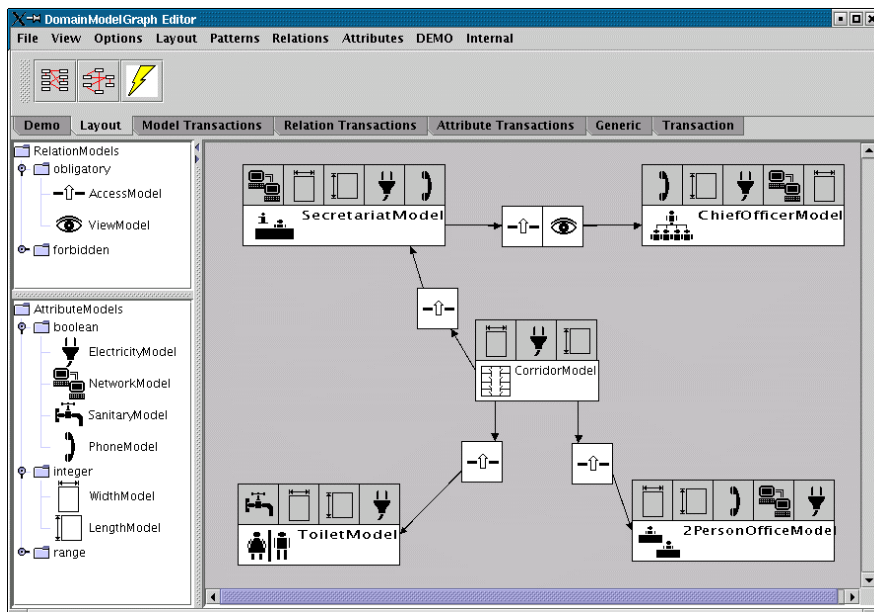 DomainModelGraph Editor
File View Options Layout Patterns Relations Attributes DEMO Internal
Demo Layout Model Transactions Relation Transactions Attribute Transactions Generic Transaction
RelationModels
obligatory
AccessModel
ViewModel
forbidden
AttributeModels
boolean
ElectricityModel
NetworkModel
SanitaryModel
PhoneModel
integer
WidthModel
LengthModel
range
SecretariatModel
ChiefOfficerModel
CorridorModel
ToiletModel
2PersonOfficeModel